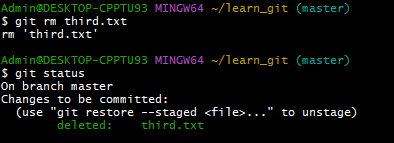 Admin@DESKTOP-CPPTU93 MINGW64 ~/learn_git (master)
$ git rm third.txt
rm 'third.txt'

Admin@DESKTOP-CPPTU93 MINGW64 ~/learn_git (master)
$ git status
On branch master
Changes to be committed:
  (use "git restore --staged <file>..." to unstage)
        deleted:    third.txt